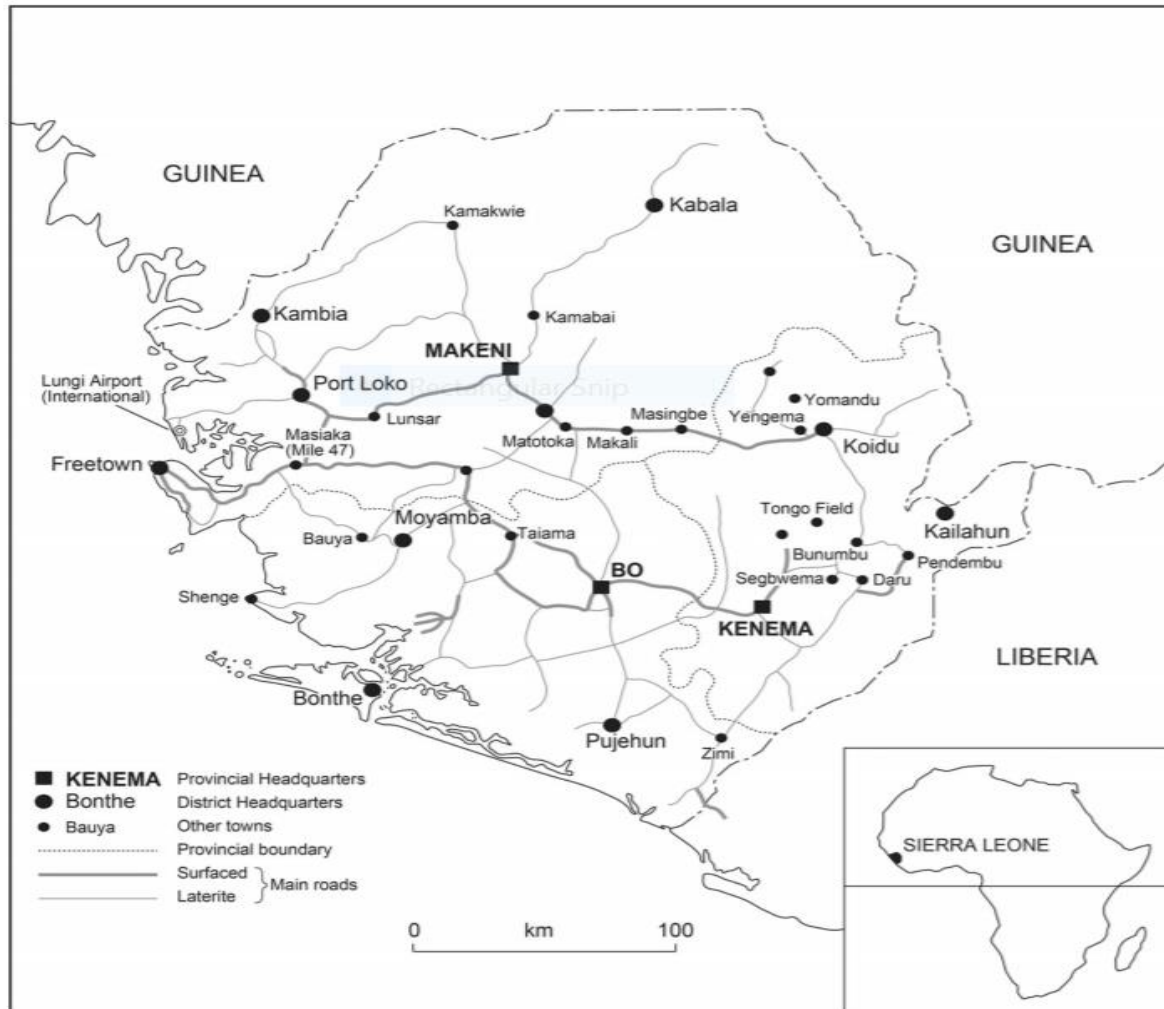 GUINEA
Kamakwie
Kabala
GUINEA
Kambia
Kamabai
MAKENI
Rectangular Snip
Lungi Airport
(International)
Port Loko
Lunsar
Yomandu
Masingbe
Yengema
Matotoka
Makali
Koidu
Masiaka
(Mile 47)
Freetown
Tongo Field
Moyamba
Taiama
Bauya
Kailahun
Bunumbu
Pendembu
BO
Segbwema
Daru
Shenge
KENEMA
LIBERIA
Bonthe
Pujehun
Zimi
KENEMA Provincial Headquarters
Bonthe District Headquarters
Bauya Other towns
Provincial boundary
Surfaced
Main roads
Laterite
0 km 100
SIERRA LEONE